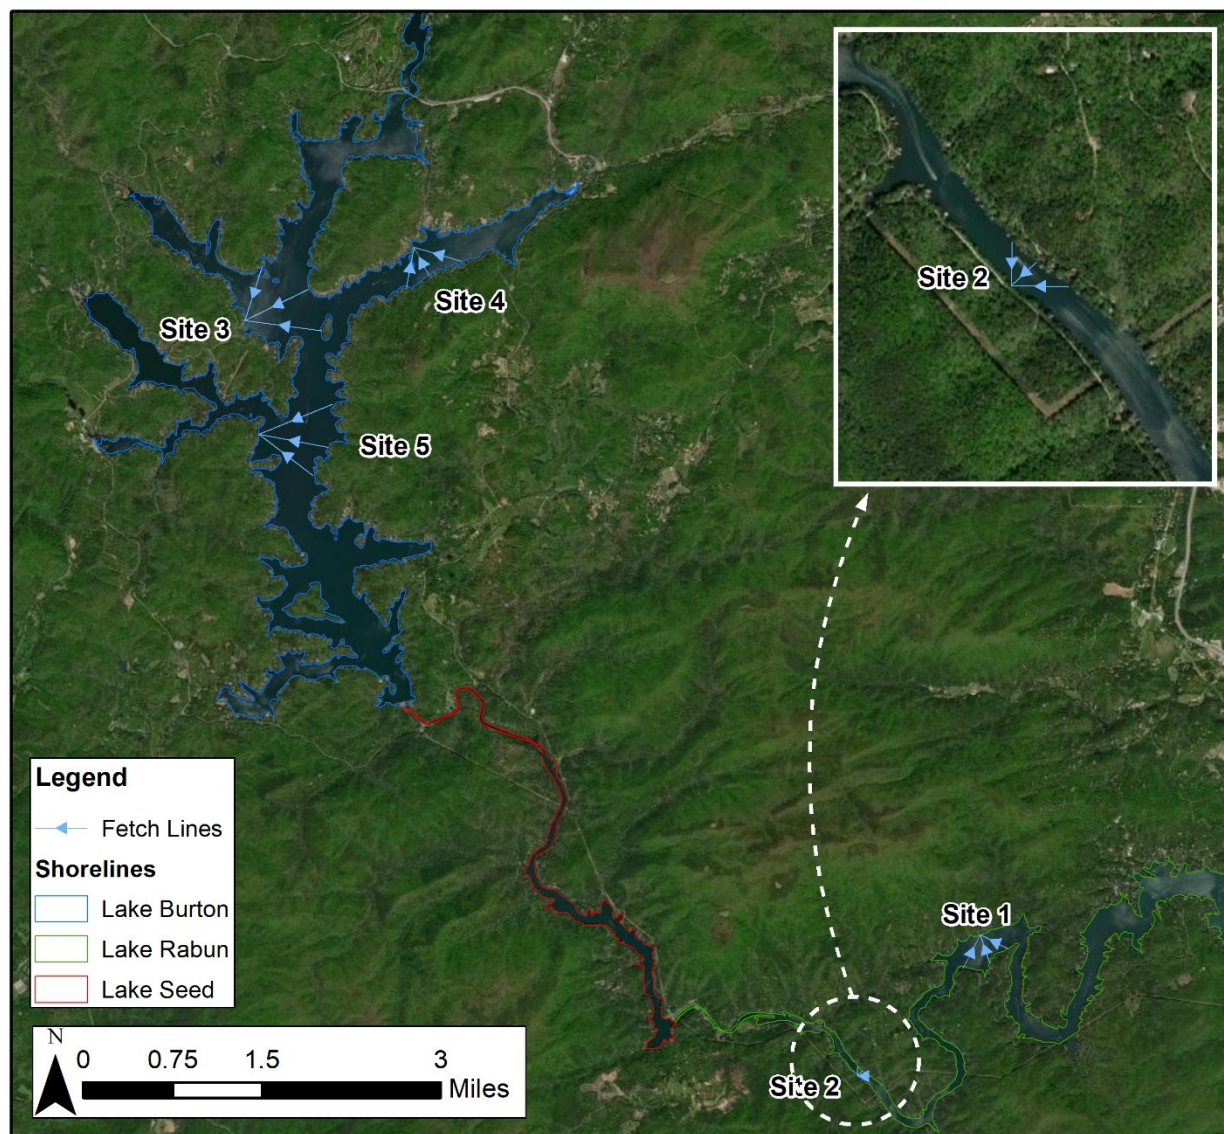 Site 2
Site 4
Site 3
Site 5
Legend
Fetch Lines
Shorelines
Lake Burton
Lake Rabun
Lake Seed
Site 1
Site 2
N
0 0.75 1.5 3
Miles